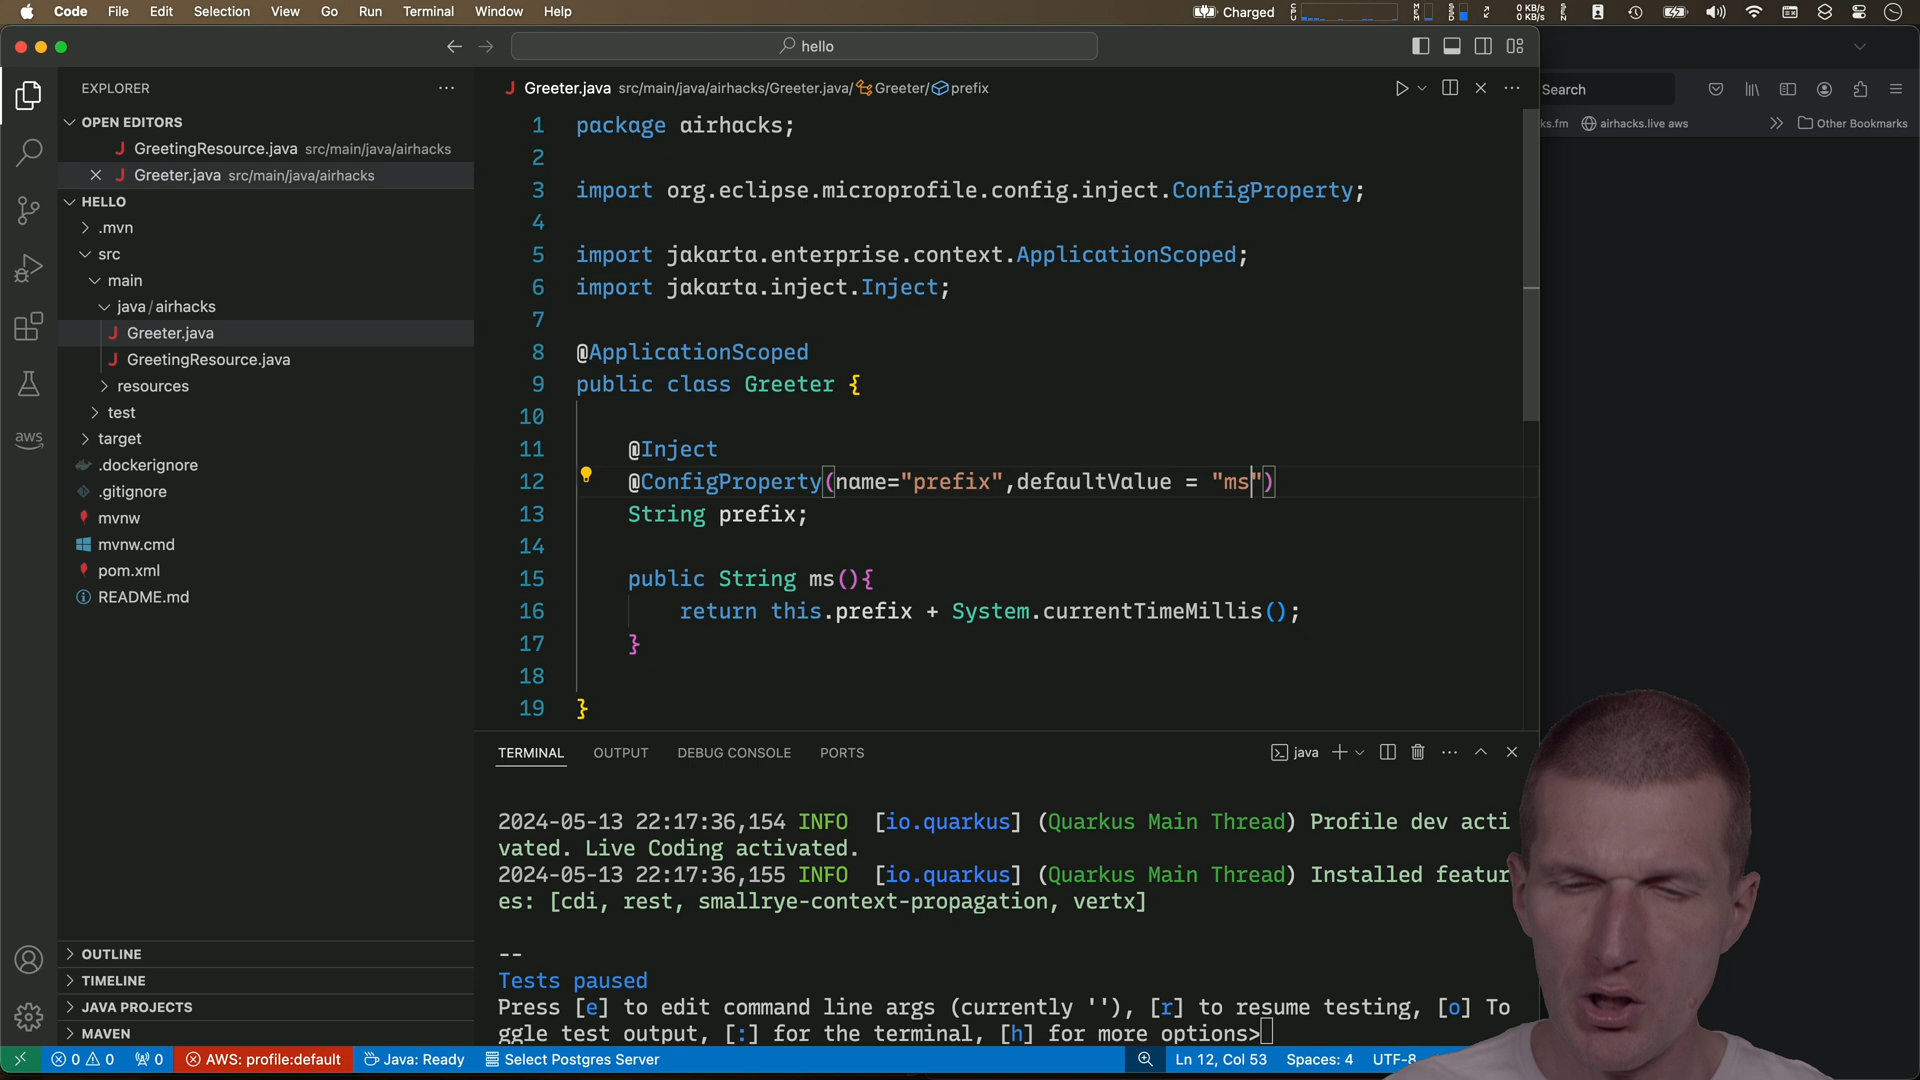 Code File Edit Selection View Go Run Terminal Window Help
Charged
0 KB/s
0 KB/s
hello
EXPLORER
OPEN EDITORS
GreetingResource.java src/main/java/airhacks
Greeter.java src/main/java/airhacks
HELLO
.mvn
src
main
java/airhacks
Greeter.java
GreetingResource.java
resources
test
target
.dockerignore
.gitignore
mvnw
mvnw.cmd
pom.xml
README.md
OUTLINE
TIMELINE
JAVA PROJECTS
MAVEN
aws
Greeter.java src/main/java/airhacks/Greeter.java/ Greeter/ prefix
1 package airhacks;
2
3 import org.eclipse.microprofile.config.inject.ConfigProperty;
4
5 import jakarta.enterprise.context.ApplicationScoped;
6 import jakarta.inject.Inject;
7
8 @ApplicationScoped
9 public class Greeter {
10
11 @Inject
12 @ConfigProperty(name="prefix",defaultValue = "ms")
13 String prefix;
14
15 public String ms(){
16 return this.prefix + System.currentTimeMillis();
17 }
18
19 }
TERMINAL OUTPUT DEBUG CONSOLE PORTS
java
2024-05-13 22:17:36,154 INFO [io.quarkus] (Quarkus Main Thread) Profile dev acti
vated. Live Coding activated.
2024-05-13 22:17:36,155 INFO [io.quarkus] (Quarkus Main Thread) Installed featur
es: [cdi, rest, smallrye-context-propagation, vertx]
--
Tests paused
Press [e] to edit command line args (currently ''), [r] to resume testing, [o] To
ggle test output, [:] for the terminal, [h] for more options>
0 0 0 AWS: profile:default Java: Ready Select Postgres Server Ln 12, Col 53 Spaces: 4 UTF-8
Search
ks.fm airhacks.live aws Other Bookmarks